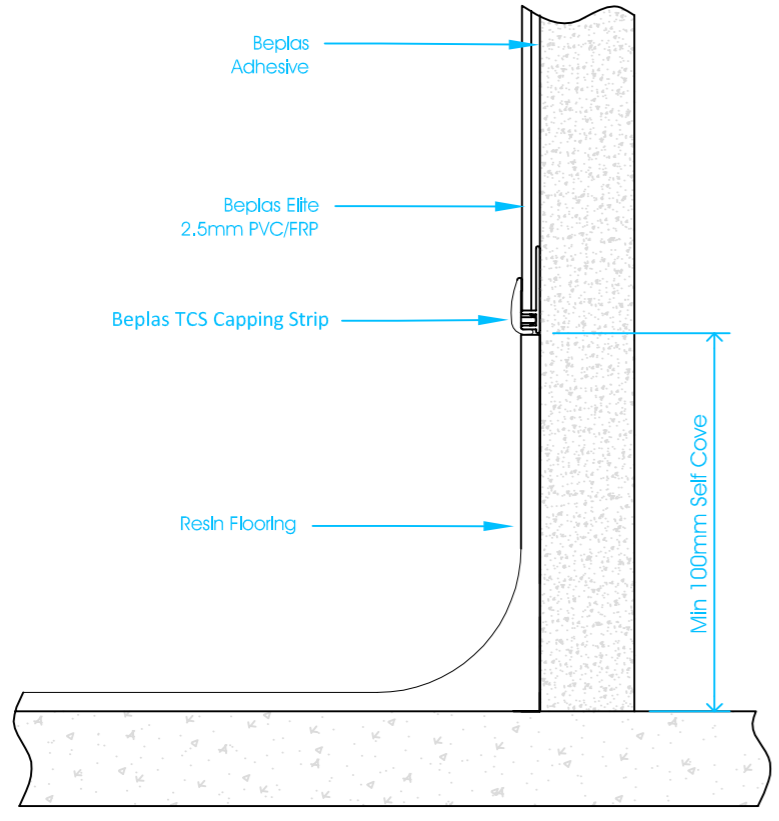 Beplas
Adhesive
Beplas Elite
2.5mm PVC/FRP
Beplas TCS Capping Strip
Resin Flooring
Min 100mm Self Cove